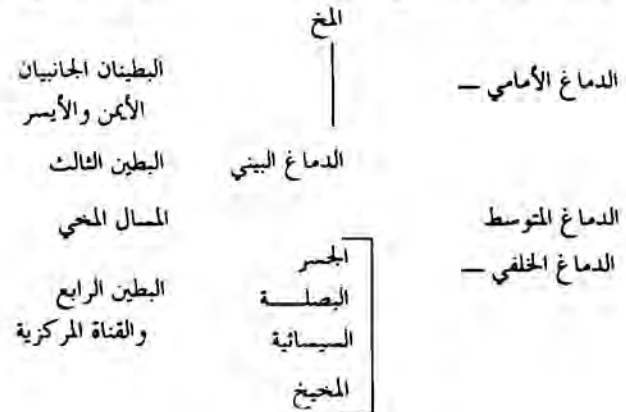 المخ
الدماغ الأمامي — البطينان الجانبيان
الأيمن والأيسر
الدماغ البيني البطين الثالث
الدماغ المتوسط المسال المخي
الدماغ الخلفي — الجسر
البصلـــة البطين الرابع
السيسائية والقناة المركزية
المخيخ